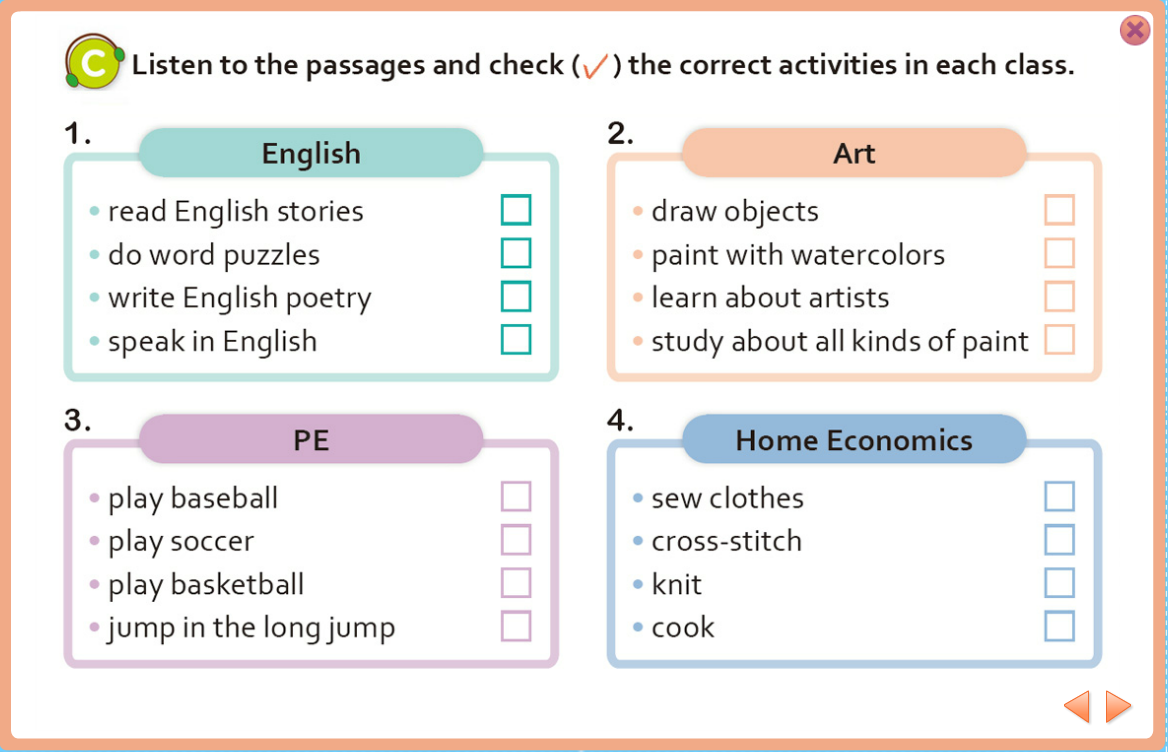 C Listen to the passages and check (✓) the correct activities in each class.
1.
English
• read English stories
• do word puzzles
• write English poetry
• speak in English
2.
Art
• draw objects
• paint with watercolors
• learn about artists
• study about all kinds of paint
3.
PE
• play baseball
• play soccer
• play basketball
• jump in the long jump
4.
Home Economics
• sew clothes
• cross-stitch
• knit
• cook